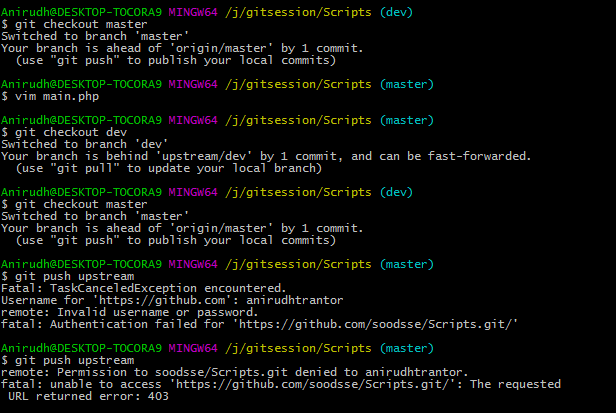 Anirudh@DESKTOP-TOCORA9 MINGW64 /j/gitsession/Scripts (dev)
$ git checkout master
Switched to branch 'master'
Your branch is ahead of 'origin/master' by 1 commit.
  (use "git push" to publish your local commits)
Anirudh@DESKTOP-TOCORA9 MINGW64 /j/gitsession/Scripts (master)
$ vim main.php
Anirudh@DESKTOP-TOCORA9 MINGW64 /j/gitsession/Scripts (master)
$ git checkout dev
Switched to branch 'dev'
Your branch is behind 'upstream/dev' by 1 commit, and can be fast-forwarded.
  (use "git pull" to update your local branch)
Anirudh@DESKTOP-TOCORA9 MINGW64 /j/gitsession/Scripts (dev)
$ git checkout master
Switched to branch 'master'
Your branch is ahead of 'origin/master' by 1 commit.
  (use "git push" to publish your local commits)
Anirudh@DESKTOP-TOCORA9 MINGW64 /j/gitsession/Scripts (master)
$ git push upstream
Fatal: TaskCanceledException encountered.
Username for 'https://github.com': anirudhtrantor
remote: Invalid username or password.
fatal: Authentication failed for 'https://github.com/soodsse/Scripts.git/'
Anirudh@DESKTOP-TOCORA9 MINGW64 /j/gitsession/Scripts (master)
$ git push upstream
remote: Permission to soodsse/Scripts.git denied to anirudhtrantor.
fatal: unable to access 'https://github.com/soodsse/Scripts.git/': The requested
 URL returned error: 403